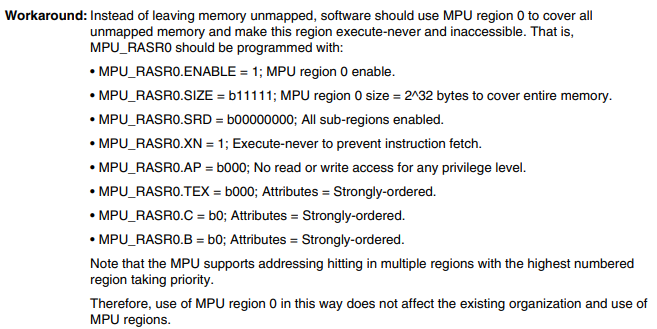 Workaround: Instead of leaving memory unmapped, software should use MPU region 0 to cover all
unmapped memory and make this region execute-never and inaccessible. That is,
MPU_RASR0 should be programmed with:
• MPU_RASR0.ENABLE = 1; MPU region 0 enable.
• MPU_RASR0.SIZE = b11111; MPU region 0 size = 2^32 bytes to cover entire memory.
• MPU_RASR0.SRD = b00000000; All sub-regions enabled.
• MPU_RASR0.XN = 1; Execute-never to prevent instruction fetch.
• MPU_RASR0.AP = b000; No read or write access for any privilege level.
• MPU_RASR0.TEX = b000; Attributes = Strongly-ordered.
• MPU_RASR0.C = b0; Attributes = Strongly-ordered.
• MPU_RASR0.B = b0; Attributes = Strongly-ordered.
Note that the MPU supports addressing hitting in multiple regions with the highest numbered
region taking priority.
Therefore, use of MPU region 0 in this way does not affect the existing organization and use of
MPU regions.